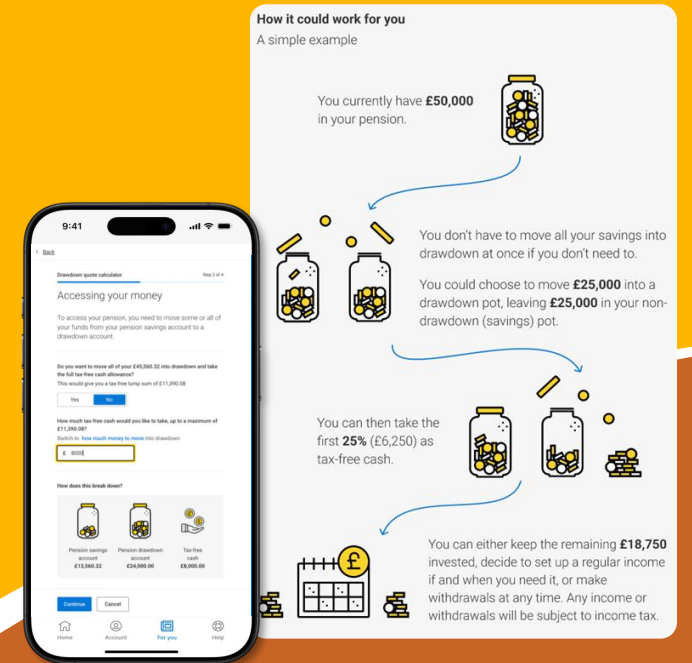 How it could work for you
A simple example
You currently have £50,000
in your pension.
You don't have to move all your savings into
drawdown at once if you don't need to.
You could choose to move £25,000 into a
drawdown pot, leaving £25,000 in your non-
drawdown (savings) pot.
You can then take the
first 25% (£6,250) as
tax-free cash.
You can either keep the remaining £18,750
invested, decide to set up a regular income
if and when you need it, or make
withdrawals at any time. Any income or
withdrawals will be subject to income tax.
£
9:41
< Back
Drawdown quote calculator
Step 2 of 4
Accessing your money
To access your pension, you need to move some or all of
your funds from your pension savings account to a
drawdown account.
Do you want to move all of your £45,560.32 into drawdown and take
the full tax-free cash allowance?
This would give you a tax-free lump sum of £11,390.08
Yes
No
How much tax-free cash would you like to take, up to a maximum of
£11,390.08?
Switch to how much money to move into drawdown
£ 8000
How does this break down?
Pension savings
account
£13,560.32
Pension drawdown
account
£24,000.00
Tax-free
cash
£8,000.00
Continue
Cancel
Home
Account
For you
Help